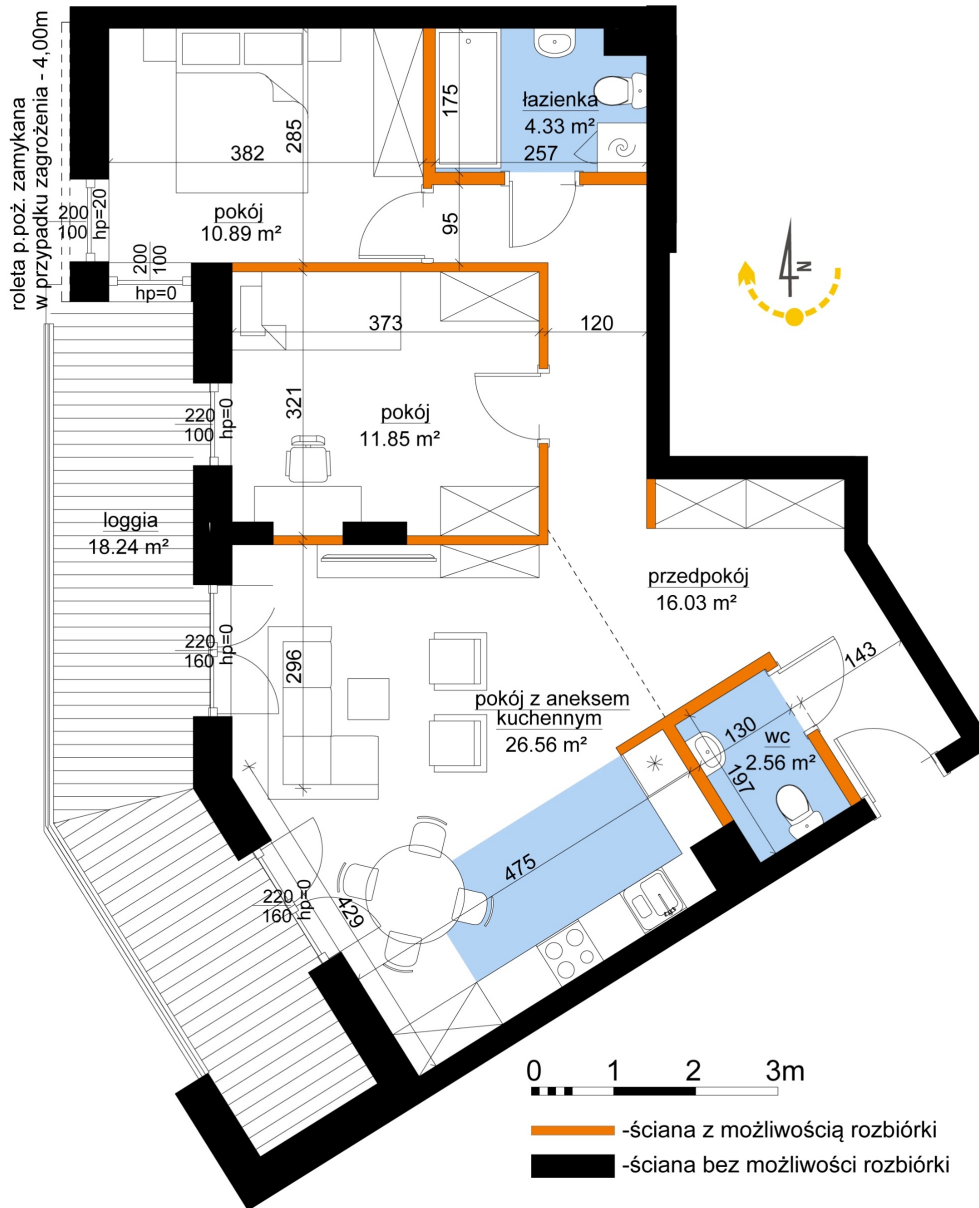 roleta p.poż. zamykana
w przypadku zagrożenia - 4,00m
łazienka
4.33 m²
257
175
382
285
pokój
10.89 m²
95
200
100
hp=20
200
100
hp=0
N
373
120
321
pokój
11.85 m²
220
100
hp=0
loggia
18.24 m²
przedpokój
16.03 m²
220
160
hp=0
296
143
pokój z aneksem
kuchennym
26.56 m²
130
wc
2.56 m²
197
475
220
160
hp=0
429
0 1 2 3m
-ściana z możliwością rozbiórki
-ściana bez możliwości rozbiórki